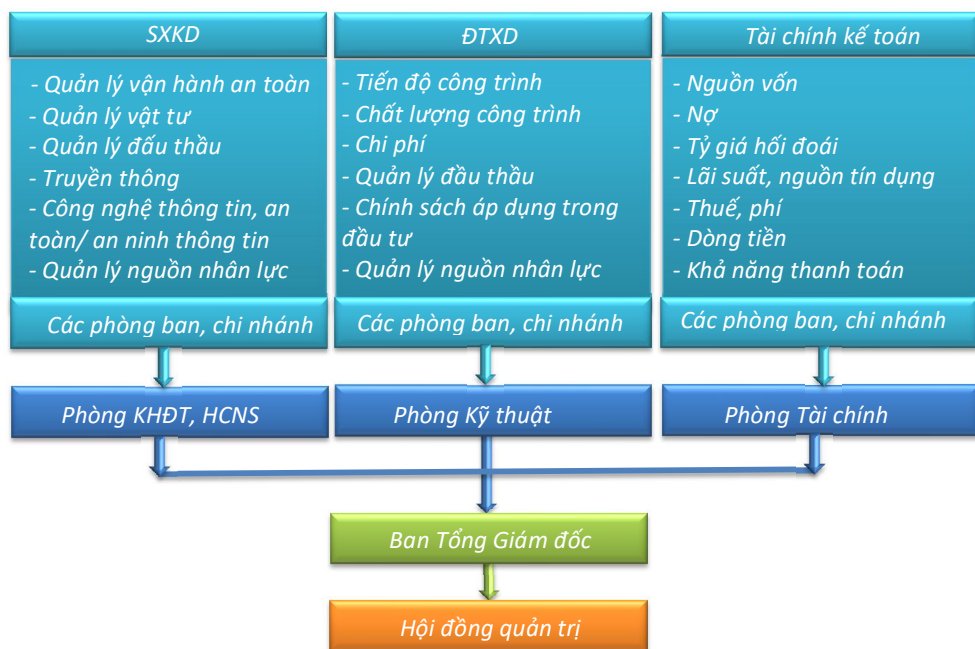 SXKD
- Quản lý vận hành an toàn
- Quản lý vật tư
- Quản lý đấu thầu
- Truyền thông
- Công nghệ thông tin, an
toàn/ an ninh thông tin
- Quản lý nguồn nhân lực
Các phòng ban, chi nhánh
Phòng KHĐT, HCNS
ĐTXD
- Tiến độ công trình
- Chất lượng công trình
- Chi phí
- Quản lý đầu thầu
- Chính sách áp dụng trong
đầu tư
- Quản lý nguồn nhân lực
Các phòng ban, chi nhánh
Phòng Kỹ thuật
Tài chính kế toán
- Nguồn vốn
- Nợ
- Tỷ giá hối đoái
- Lãi suất, nguồn tín dụng
- Thuế, phí
- Dòng tiền
- Khả năng thanh toán
Các phòng ban, chi nhánh
Phòng Tài chính
Ban Tổng Giám đốc
Hội đồng quản trị